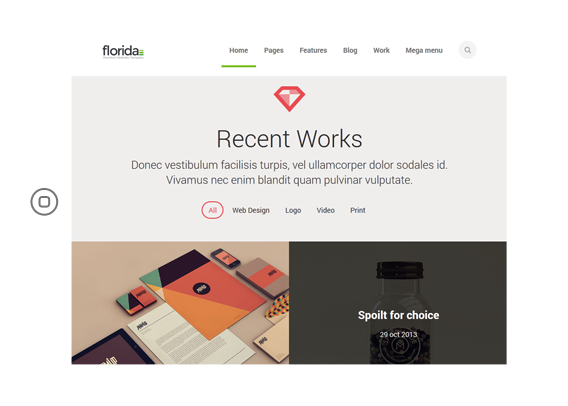 florida
Home Pages Features Blog Work Mega menu
Recent Works
Donec vestibulum facilisis turpis, vel ullamcorper dolor sodales id.
Vivamus nec enim blandit quam pulvinar vulputate.
All Web Design Logo Video Print
Spoilt for choice
29 oct 2013